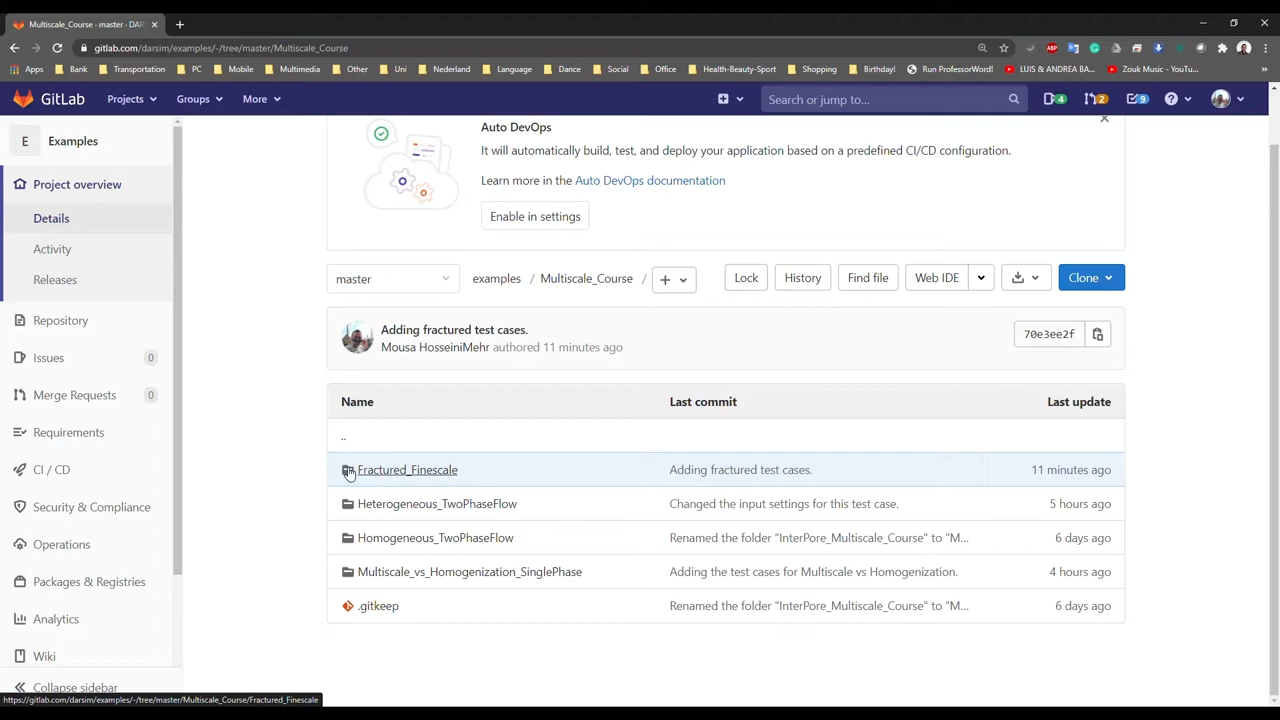 Multiscale_Course - master - DAR
gitlab.com/darsim/examples/-/tree/master/Multiscale_Course
ABP
Apps Bank Transportation PC Mobile Multimedia Other Uni Nederland Language Dance Social Office Health-Beauty-Sport Shopping Birthday! Run ProfessorWord! LUIS & ANDREA BA... Zouk Music - YouTu...
GitLab Projects Groups More Search or jump to... 4 2 9
E Examples
Project overview
Details
Activity
Releases
Repository
Issues 0
Merge Requests 0
Requirements
CI / CD
Security & Compliance
Operations
Packages & Registries
Analytics
Wiki
Collapse sidebar
Auto DevOps
It will automatically build, test, and deploy your application based on a predefined CI/CD configuration.
Learn more in the Auto DevOps documentation
Enable in settings
master examples / Multiscale_Course / + Lock History Find file Web IDE Clone
Adding fractured test cases.
Mousa HosseiniMehr authored 11 minutes ago
70e3ee2f
Name Last commit Last update
..
Fractured_Finescale Adding fractured test cases. 11 minutes ago
Heterogeneous_TwoPhaseFlow Changed the input settings for this test case. 5 hours ago
Homogeneous_TwoPhaseFlow Renamed the folder "InterPore_Multiscale_Course" to "M... 6 days ago
Multiscale_vs_Homogenization_SinglePhase Adding the test cases for Multiscale vs Homogenization. 4 hours ago
.gitkeep Renamed the folder "InterPore_Multiscale_Course" to "M... 6 days ago
https://gitlab.com/darsim/examples/-/tree/master/Multiscale_Course/Fractured_Finescale